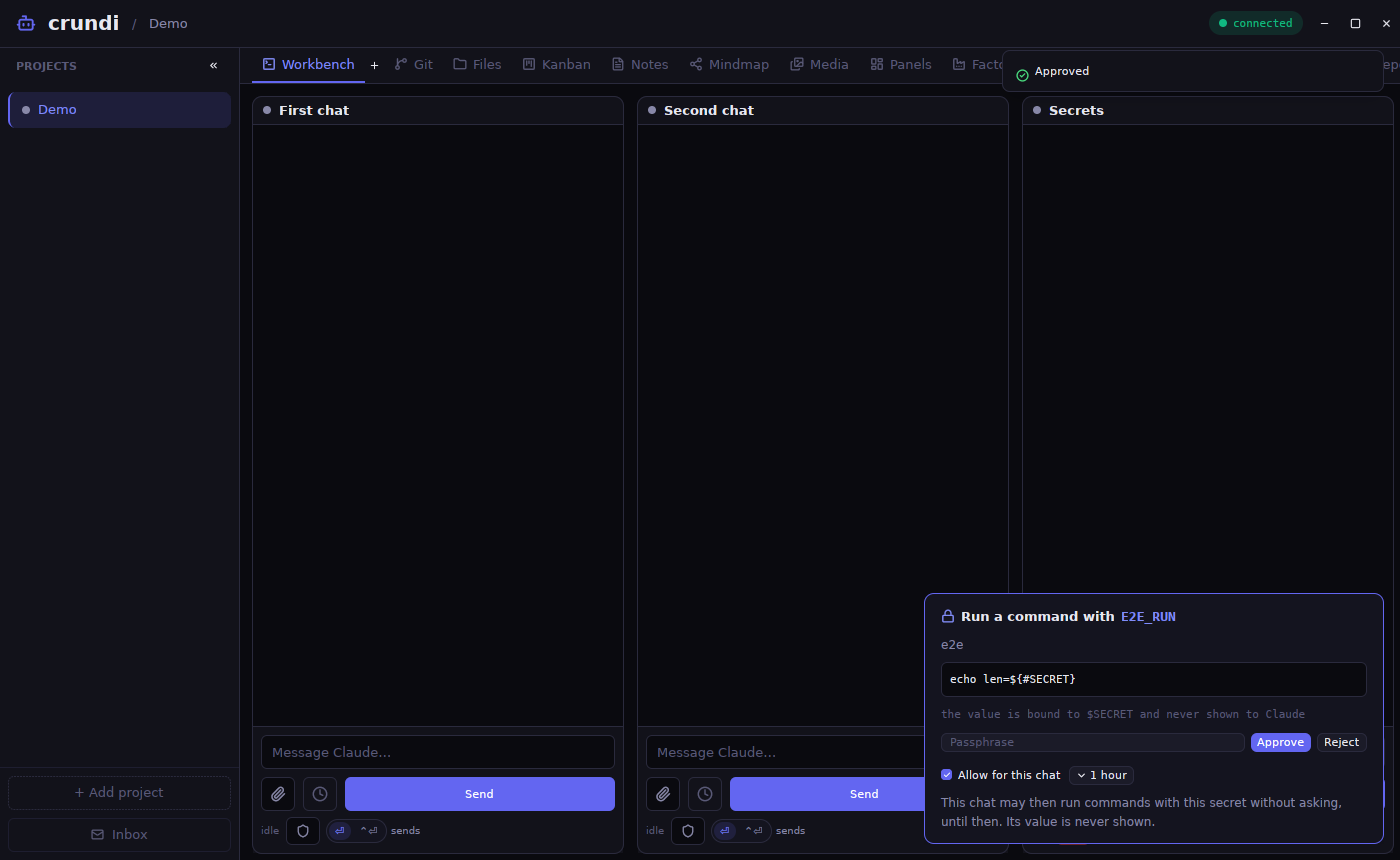 crundi / Demo
connected
PROJECTS «
Workbench + Git Files Kanban Notes Mindmap Media Panels
Approved
Demo
First chat
Second chat
Secrets
Run a command with E2E_RUN
e2e
echo len=${#SECRET}
the value is bound to $SECRET and never shown to Claude
Passphrase Approve Reject
Allow for this chat 1 hour
This chat may then run commands with this secret without asking,
until then. Its value is never shown.
Message Claude…
Send
idle ⏎ ⌃⏎ sends
Message Claude…
Send
idle ⏎ ⌃⏎ sends
+ Add project
Inbox